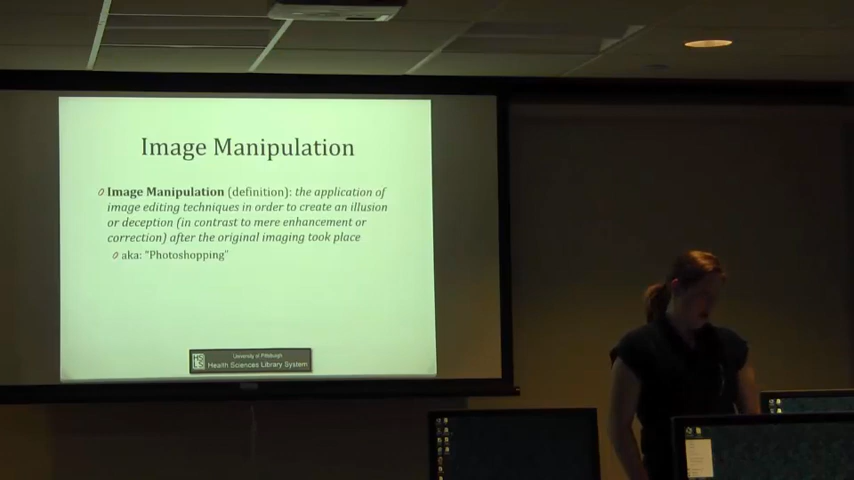 Image Manipulation
Image Manipulation (definition): the application of
image editing techniques in order to create an illusion
or deception (in contrast to mere enhancement or
correction) after the original imaging took place
aka: "Photoshopping"
HSLS
University of Pittsburgh
Health Sciences Library System